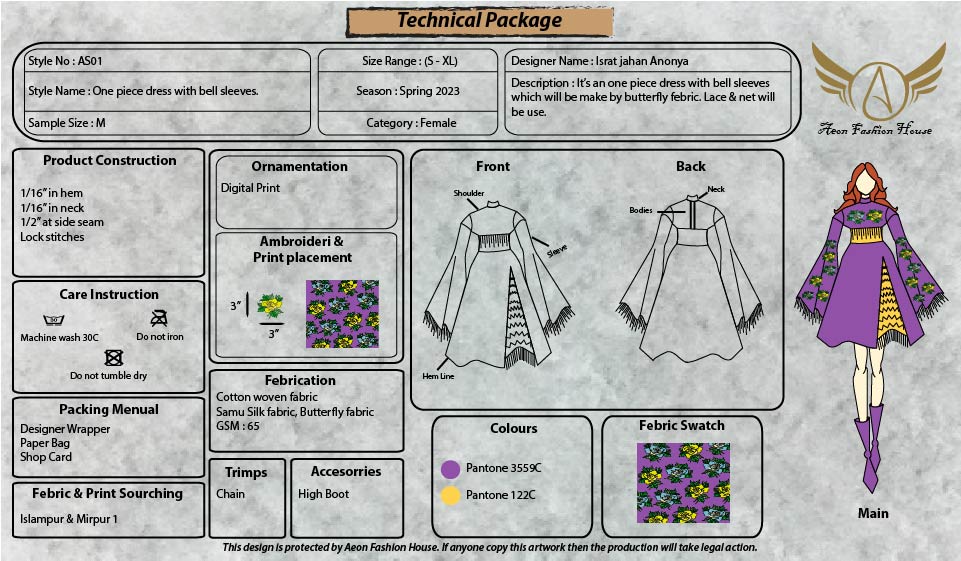 Technical Package
Style No : AS01
Style Name : One piece dress with bell sleeves.
Sample Size : M
Size Range : (S - XL)
Season : Spring 2023
Category : Female
Designer Name : Israt jahan Anonya
Description : It's an one piece dress with bell sleeves
which will be make by butterfly febric. Lace & net will
be use.
Aeon Fashion House
Product Construction
1/16" in hem
1/16" in neck
1/2" at side seam
Lock stitches
Care Instruction
30
Machine wash 30C
Do not iron
Do not tumble dry
Packing Menual
Designer Wrapper
Paper Bag
Shop Card
Febric & Print Sourching
Islampur & Mirpur 1
Ornamentation
Digital Print
Ambroideri &
Print placement
3"
3"
Febrication
Cotton woven fabric
Samu Silk fabric, Butterfly fabric
GSM : 65
Trimps
Chain
Accesorries
High Boot
Front
Back
Shoulder
Sleeve
Hem Line
Neck
Bodies
Colours
Pantone 3559C
Pantone 122C
Febric Swatch
Main
This design is protected by Aeon Fashion House. If anyone copy this artwork then the production will take legal action.